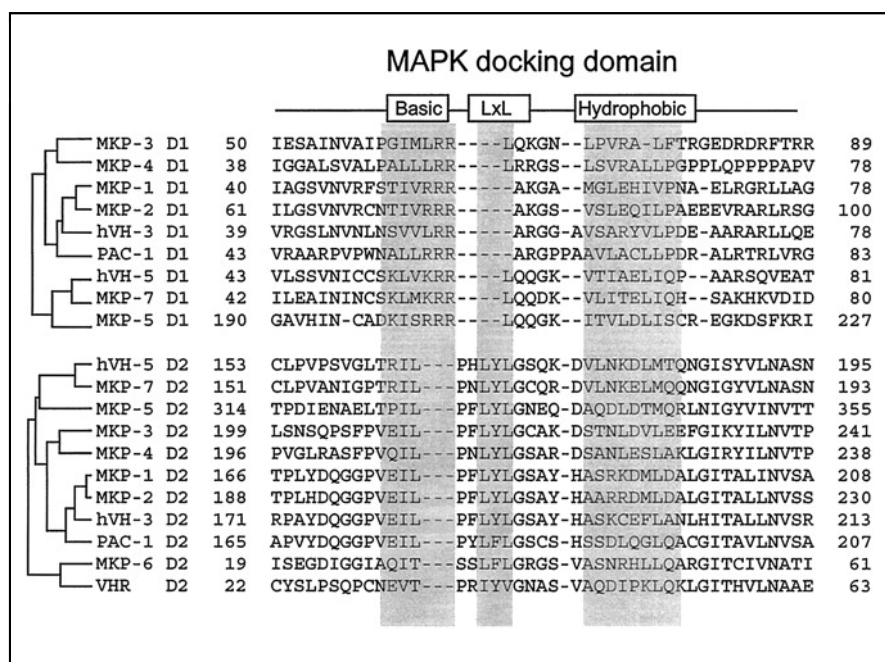 MAPK docking domain
Basic LxL Hydrophobic
MKP-3 D1 50 IESAINVAIPGIMLRR----LQKGN--LPVRA-LFTRGEDRDRFTRR 89
MKP-4 D1 38 IGGALSVALPALLLRR----LRRGS--LSVRALLPGPPLQPPPPAPV 78
MKP-1 D1 40 IAGSVNVRFSTIVRRR----AKGA---MGLEHIVPNA-ELRGRLLAG 78
MKP-2 D1 61 ILGSVNVRCNTIVRRR----AKGS---VSLEQILPAEEEVRARLRSG 100
hVH-3 D1 39 VRGSLNVNLNSVVLRR----ARGG--AVSARYVLPDE-AARARLLQE 78
PAC-1 D1 43 VRAARPVPWNALLRRR----ARGPPAAVLACLLPDR-ALRTRLVRG 83
hVH-5 D1 43 VLSSVNICCSKLVKRR----LQQGK--VTIAELIQP--AARSQVEAT 81
MKP-7 D1 42 ILEAININCSKLMKRR----LQQDK--VLITELIQH--SAKHKVDID 80
MKP-5 D1 190 GAVHIN-CADKISRRR----LQQGK--ITVLDLISCR-EGKDSFKRI 227
hVH-5 D2 153 CLPVPSVGLTRIL---PHLYLGSQK-DVLNKDLMTQNGISYVLNASN 195
MKP-7 D2 151 CLPVANIGPTRIL---PNLYLGCQR-DVLNKELMQQNGISYVLNASN 193
MKP-5 D2 314 TPDIENAELTPIL---PFLYLGNEQ-DAQDLDTMQRLNIGYVINVTT 355
MKP-3 D2 199 LSNSQPSFPVEIL---PFLYLGCAK-DSTNLDVLEEFGIKYILNVTP 241
MKP-4 D2 196 PVGLRASFPVQIL---PNLYLGSARD-SANLESLAKLGIRYILNVTP 238
MKP-1 D2 166 TPLYDQGGPVEIL---PFLYLGSAY-HASRKDMLDALGITALINVSA 208
MKP-2 D2 188 TPLHDQGGPVEIL---PFLYLGSAY-HAARRDMLDALGITALLNVSS 230
hVH-3 D2 171 RPAYDQGGPVEIL---PFLYLGSAY-HASKCEFLANLHITALLNVSR 213
PAC-1 D2 165 APVYDQGGPVEIL---PYLFLGSCS-HSSDLQGLQACGITAVLNVSA 207
MKP-6 D2 19 ISEGDIGGIAQIT---SSLFLGRGS-VASNRHLLQARGITCIVNATI 61
VHR D2 22 CYSLPSQPCNEVT---PRIYVGNAS-VAQDIPKLQKLGITHVLNAAE 63